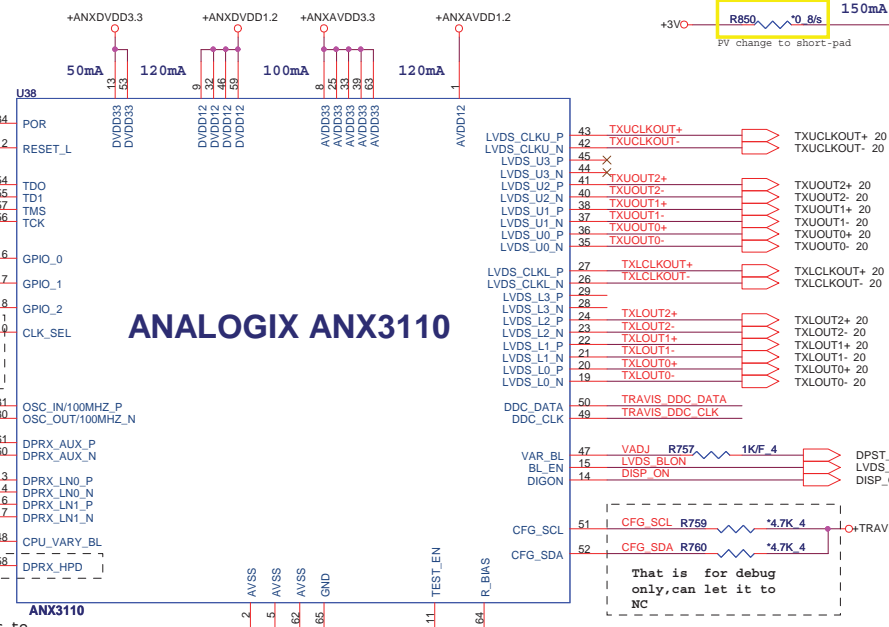 +ANXDVDD3.3
+ANXDVDD1.2
+ANXAVDD3.3
+ANXAVDD1.2
150mA
+3V
R850
*0_8/s
PV change to short-pad
50mA
120mA
100mA
120mA
13
53
9
32
46
59
8
25
33
39
63
1
U38
DVDD33
DVDD33
DVDD12
DVDD12
DVDD12
DVDD12
AVDD33
AVDD33
AVDD33
AVDD33
AVDD33
AVDD12
POR
RESET_L
TDO
TD1
TMS
TCK
GPIO_0
GPIO_1
GPIO_2
CLK_SEL
OSC_IN/100MHZ_P
OSC_OUT/100MHZ_N
DPRX_AUX_P
DPRX_AUX_N
DPRX_LN0_P
DPRX_LN0_N
DPRX_LN1_P
DPRX_LN1_N
CPU_VARY_BL
DPRX_HPD
ANALOGIX ANX3110
LVDS_CLKU_P 43 TXUCLKOUT+ TXUCLKOUT+ 20
LVDS_CLKU_N 42 TXUCLKOUT- TXUCLKOUT- 20
LVDS_U3_P 45
LVDS_U3_N 44
LVDS_U2_P 41 TXUOUT2+ TXUOUT2+ 20
LVDS_U2_N 40 TXUOUT2- TXUOUT2- 20
LVDS_U1_P 38 TXUOUT1+ TXUOUT1+ 20
LVDS_U1_N 37 TXUOUT1- TXUOUT1- 20
LVDS_U0_P 36 TXUOUT0+ TXUOUT0+ 20
LVDS_U0_N 35 TXUOUT0- TXUOUT0- 20
LVDS_CLKL_P 27 TXLCLKOUT+ TXLCLKOUT+ 20
LVDS_CLKL_N 26 TXLCLKOUT- TXLCLKOUT- 20
LVDS_L3_P 29
LVDS_L3_N 28
LVDS_L2_P 24 TXLOUT2+ TXLOUT2+ 20
LVDS_L2_N 23 TXLOUT2- TXLOUT2- 20
LVDS_L1_P 22 TXLOUT1+ TXLOUT1+ 20
LVDS_L1_N 21 TXLOUT1- TXLOUT1- 20
LVDS_L0_P 20 TXLOUT0+ TXLOUT0+ 20
LVDS_L0_N 19 TXLOUT0- TXLOUT0- 20
DDC_DATA 50 TRAVIS_DDC_DATA
DDC_CLK 49 TRAVIS_DDC_CLK
VAR_BL 47 VADJ R757 1K/F_4 DPST_
BL_EN 15 LVDS_BLON LVDS_
DIGON 14 DISP_ON DISP_
CFG_SCL 51 CFG_SCL R759 *4.7K_4 +TRAV
CFG_SDA 52 CFG_SDA R760 *4.7K_4
That is for debug
only,can let it to
NC
AVSS
AVSS
AVSS
GND
TEST_EN
R_BIAS
ANX3110
2
5
62
65
11
64